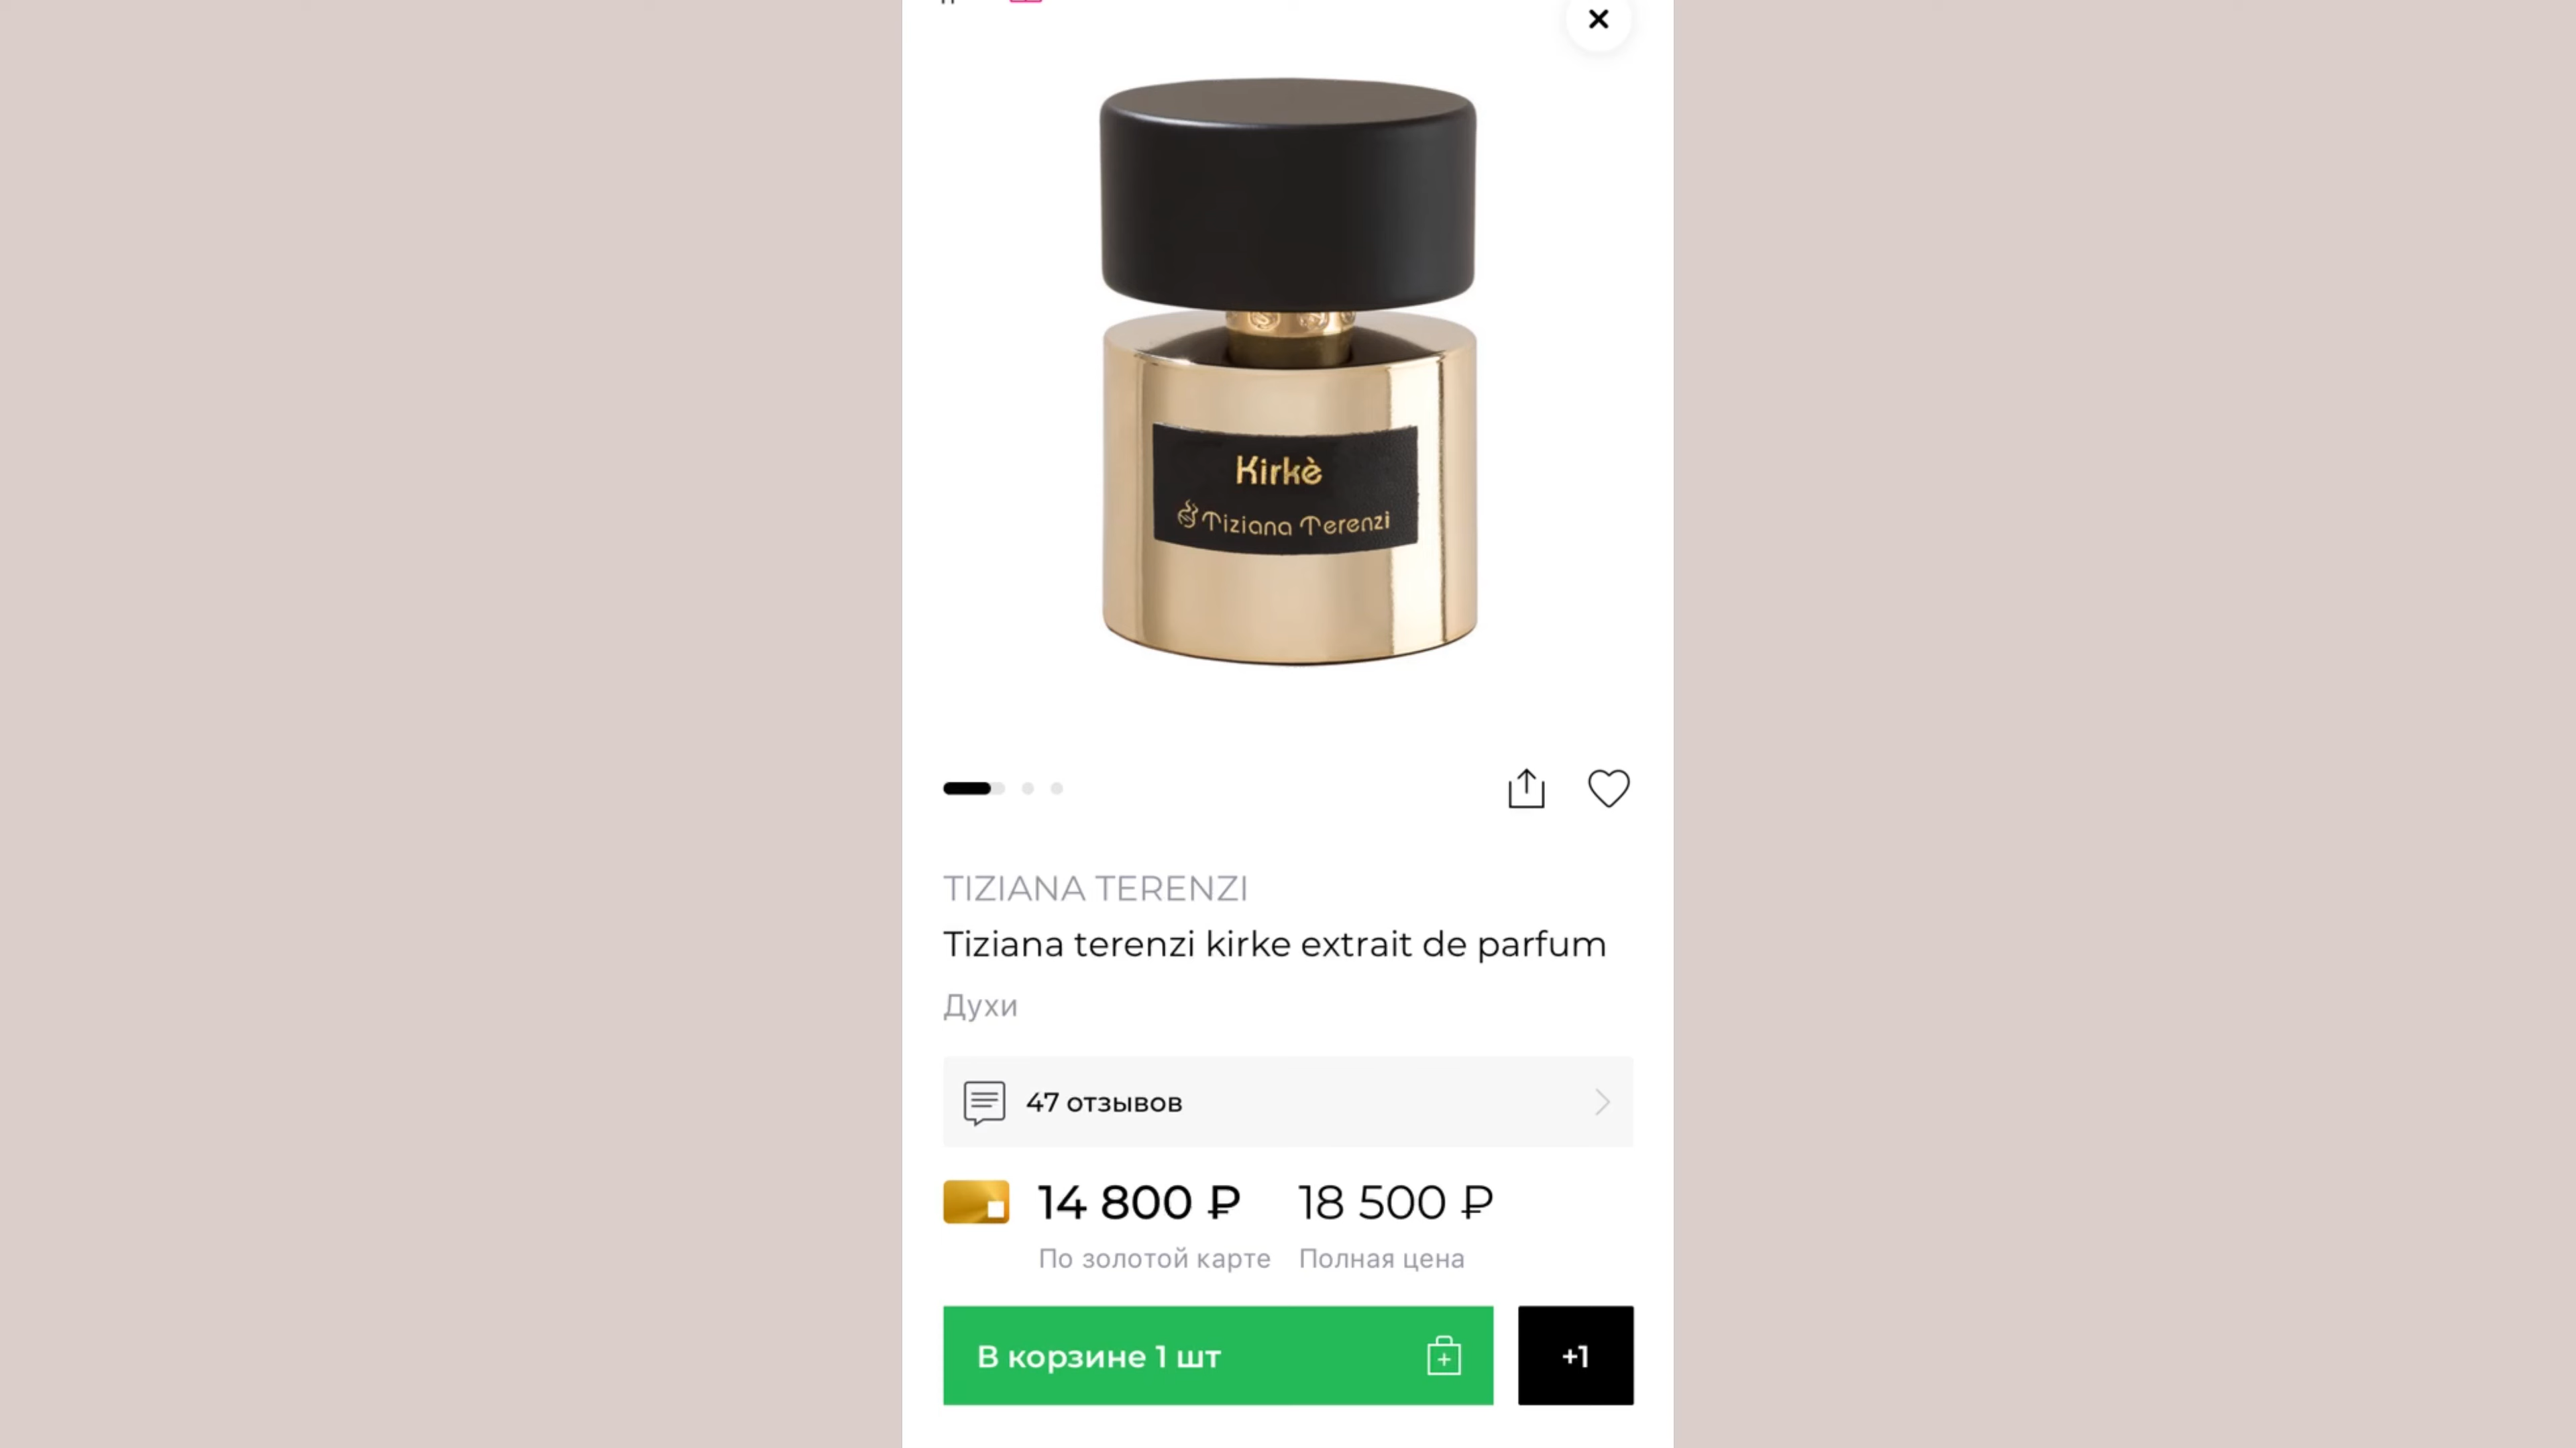 Kirkè
Tiziana Terenzi
TIZIANA TERENZI
Tiziana terenzi kirke extrait de parfum
Духи
47 отзывов
14 800 ₽ 18 500 ₽
По золотой карте Полная цена
В корзине 1 шт +1